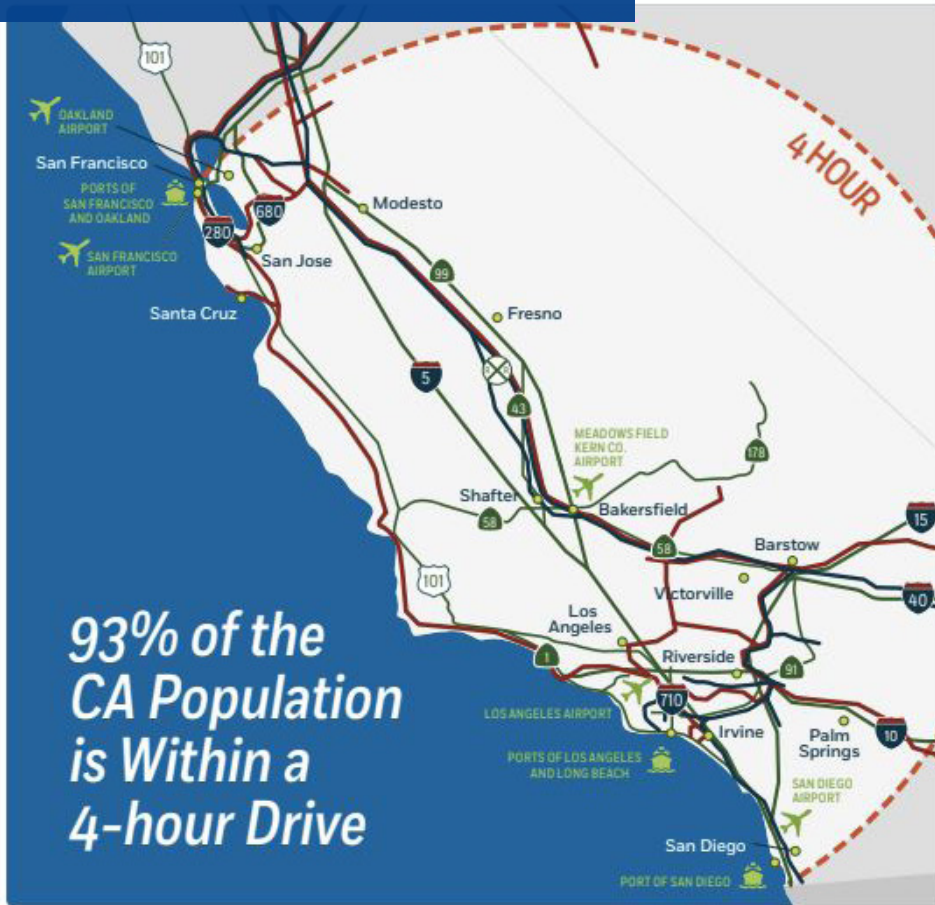 101
OAKLAND
AIRPORT
San Francisco
PORTS OF
SAN FRANCISCO
AND OAKLAND
SAN FRANCISCO
AIRPORT
280
680
San Jose
Santa Cruz
Modesto
99
4 HOUR
Fresno
5
R R
43
MEADOWS FIELD
KERN CO.
AIRPORT
178
Shafter
58
Bakersfield
58
Barstow
15
40
Victorville
101
Los
Angeles
Riverside
1
91
710
LOS ANGELES AIRPORT
Irvine
Palm
Springs
10
PORTS OF LOS ANGELES
AND LONG BEACH
SAN DIEGO
AIRPORT
San Diego
PORT OF SAN DIEGO
93% of the
CA Population
is Within a
4-hour Drive